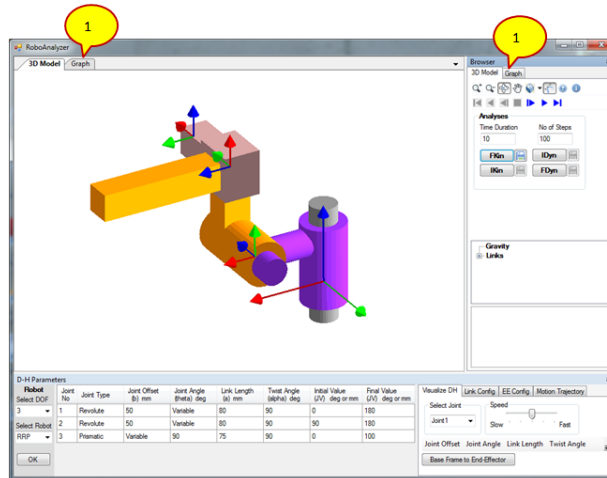 1
1
RoboAnalyzer
3D Model Graph
Browser
3D Model Graph
Analyses
Time Duration No of Steps
10 100
FKin IDyn
IKin FDyn
Gravity
Links
D-H Parameters
Robot
Select DOF
3
Select Robot
RRP
OK
Joint No Joint Type Joint Offset (b) mm Joint Angle (theta) deg Link Length (a) mm Twist Angle (alpha) deg Initial Value (JV) deg or mm Final Value (JV) deg or mm
1 Revolute 50 Variable 80 90 0 180
2 Revolute 50 Variable 80 90 90 180
3 Prismatic Variable 90 75 90 0 100
Visualize DH Link Config EE Config Motion Trajectory
Select Joint Speed
Joint1
Slow Fast
Joint Offset Joint Angle Link Length Twist Angle
Base Frame to End-Effector